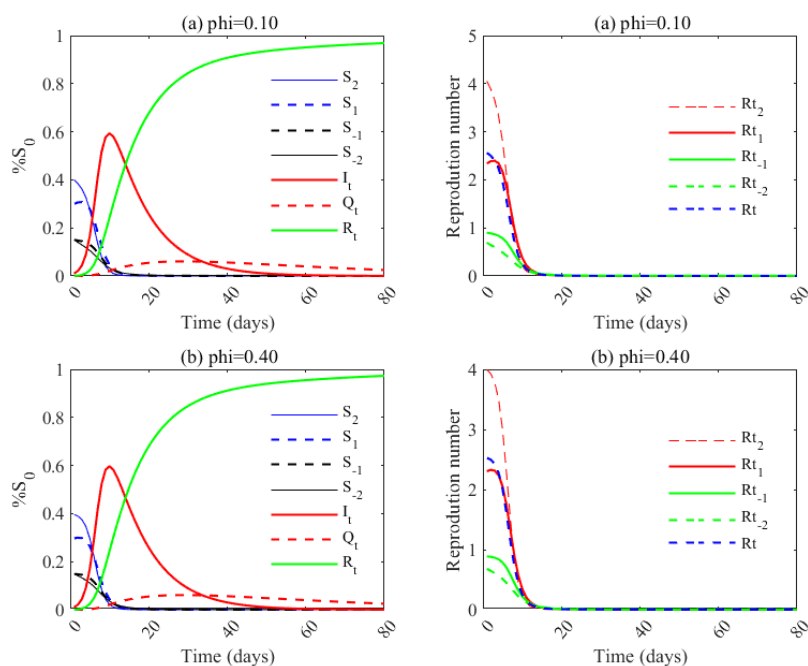 (a) phi=0.10
1
0.8
0.6
0.4
0.2
0
%S0
0
20
40
60
80
Time (days)
S2
S1
S-1
S-2
It
Qt
Rt
(a) phi=0.10
5
4
3
2
1
0
Reprodution number
0
20
40
60
80
Time (days)
Rt2
Rt1
Rt-1
Rt-2
Rt
(b) phi=0.40
1
0.8
0.6
0.4
0.2
0
%S0
0
20
40
60
80
Time (days)
S2
S1
S-1
S-2
It
Qt
Rt
(b) phi=0.40
4
3
2
1
0
Reprodution number
0
20
40
60
80
Time (days)
Rt2
Rt1
Rt-1
Rt-2
Rt